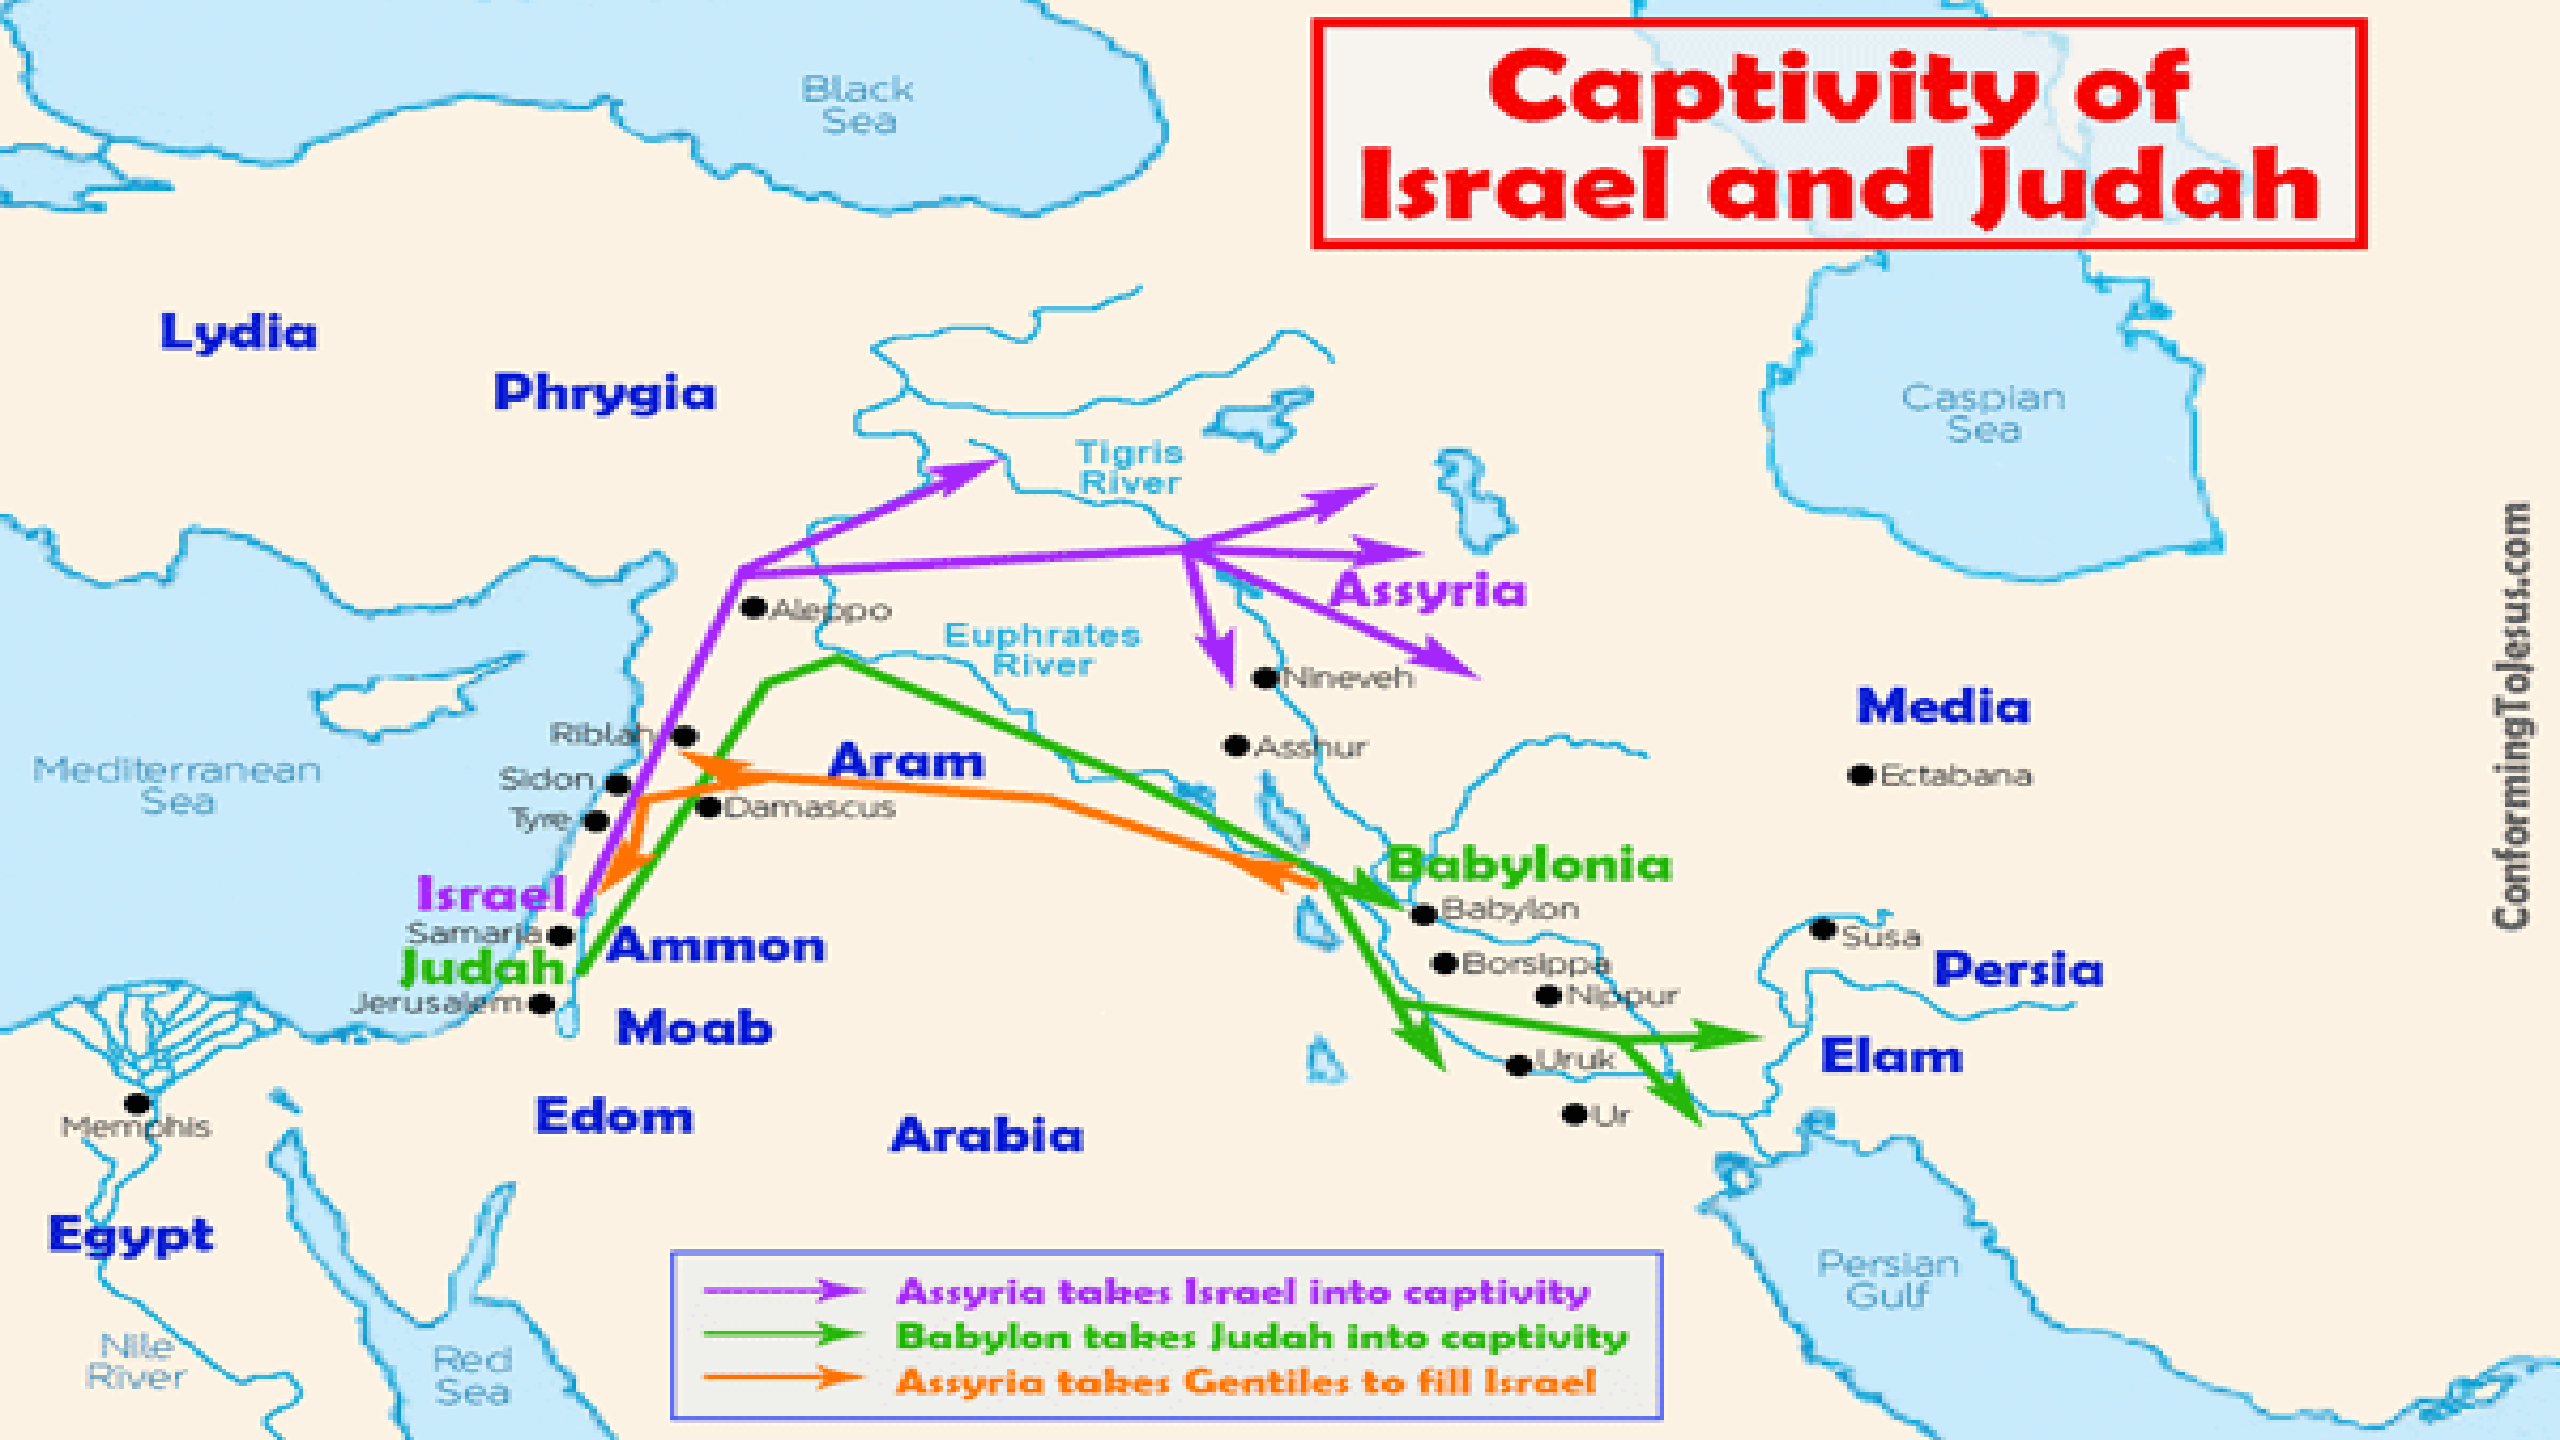 Captivity of
Israel and Judah
Black
Sea
Lydia
Phrygia
Caspian
Sea
Tigris
River
Assyria
Aleppo
Euphrates
River
Nineveh
Media
Riblah
Asshur
Aram
Mediterranean
Sea
Sidon
Ectabana
Tyre
Damascus
Babylonia
Israel
Babylon
Samaria
Ammon
Susa
Judah
Borsippa
Persia
Jerusalem
Nippur
Moab
Elam
Uruk
Memphis
Edom
Arabia
Ur
Egypt
Persian
Gulf
Nile
River
Red
Sea
Assyria takes Israel into captivity
Babylon takes Judah into captivity
Assyria takes Gentiles to fill Israel
ConformingToJesus.com